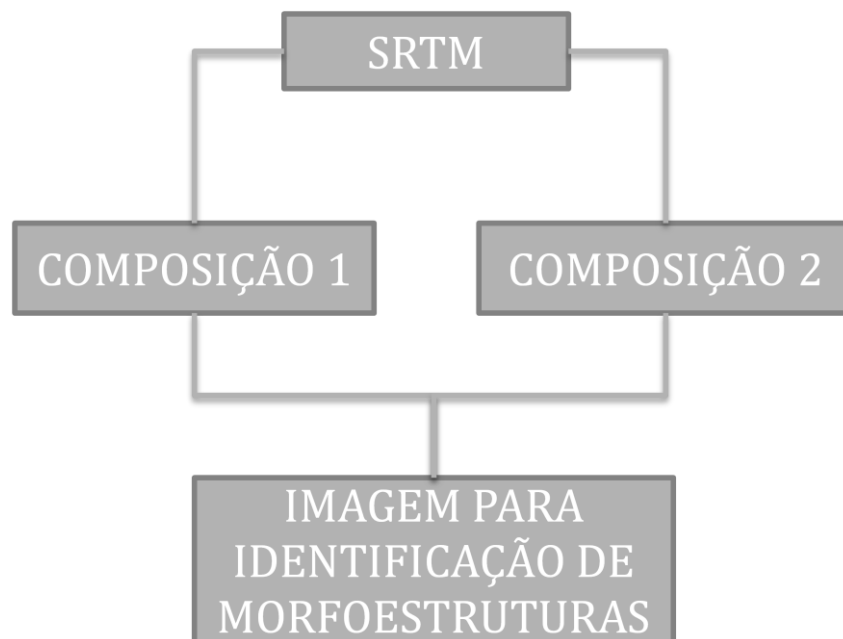 SRTM
COMPOSIÇÃO 1
COMPOSIÇÃO 2
IMAGEM PARA
IDENTIFICAÇÃO DE
MORFOESTRUTURAS